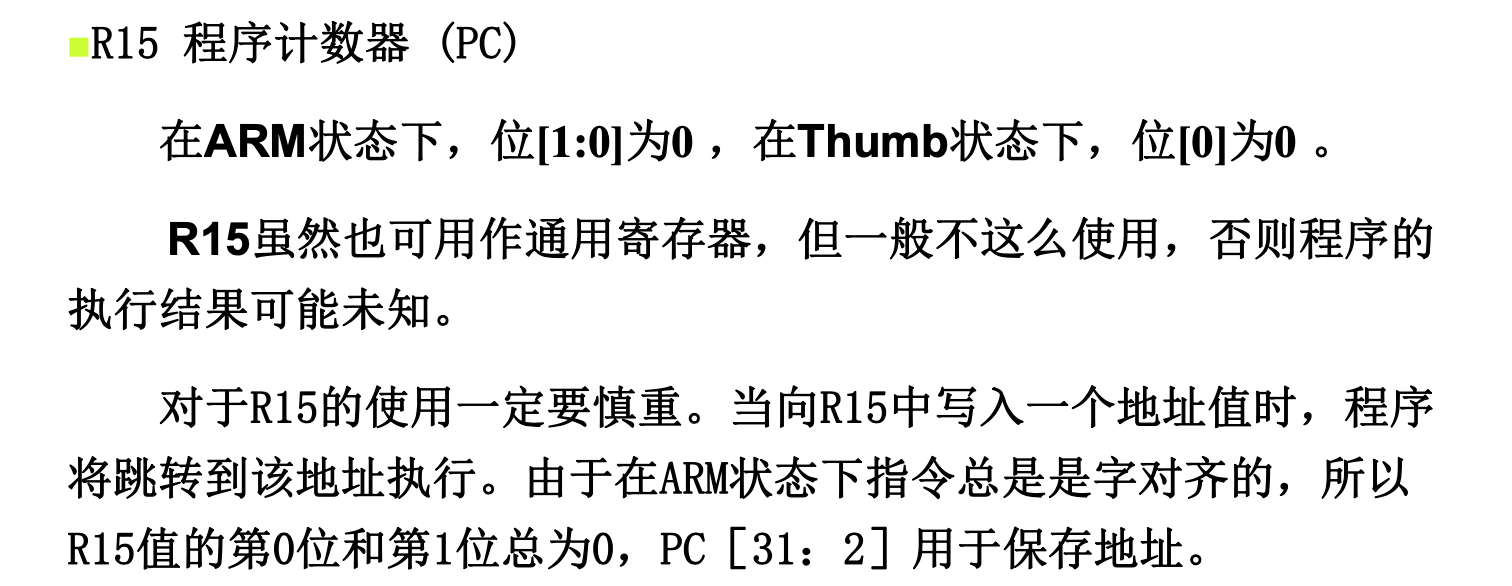 ■R15 程序计数器 (PC)
在ARM状态下，位[1:0]为0 ，在Thumb状态下，位[0]为0 。
R15虽然也可用作通用寄存器，但一般不这么使用，否则程序的
执行结果可能未知。
对于R15的使用一定要慎重。当向R15中写入一个地址值时，程序
将跳转到该地址执行。由于在ARM状态下指令总是是字对齐的，所以
R15值的第0位和第1位总为0，PC［31：2］用于保存地址。